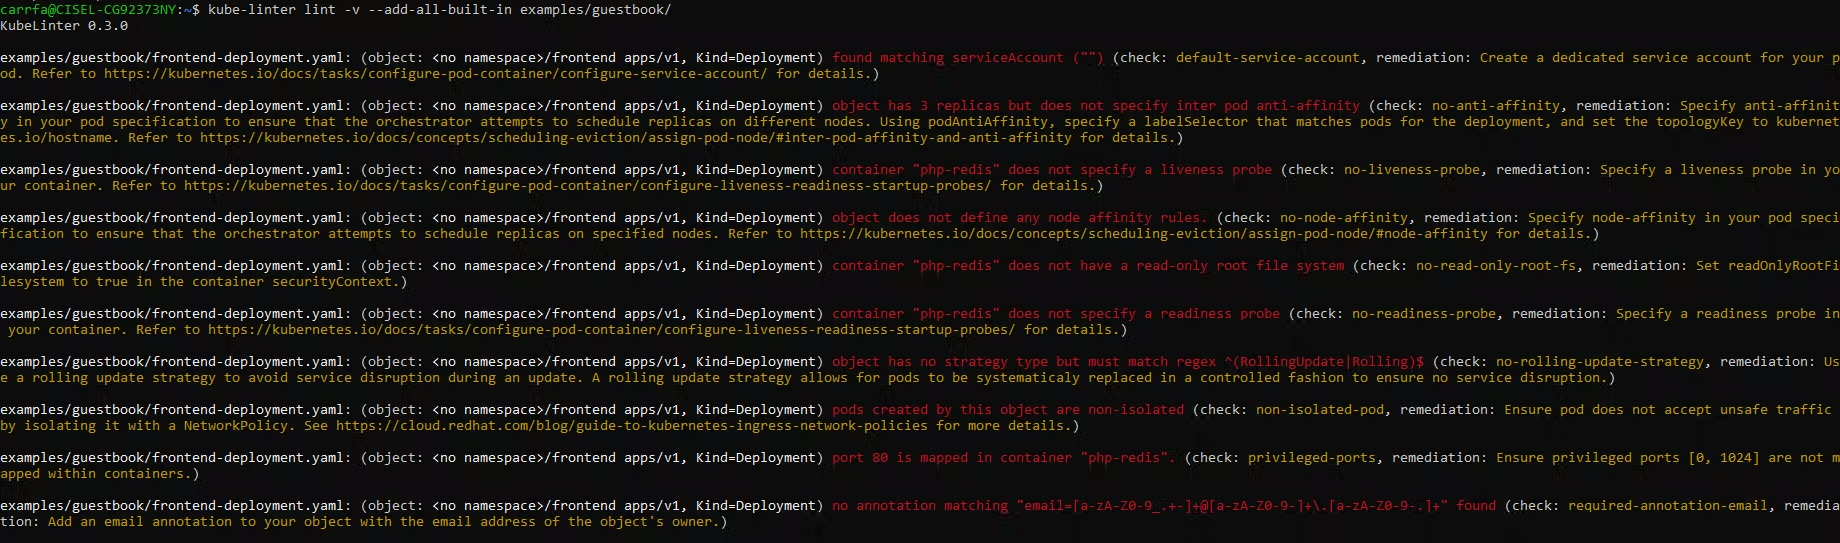 carrfa@CISEL-CG92373NY:~$ kube-linter lint -v --add-all-built-in examples/guestbook/
KubeLinter 0.3.0
examples/guestbook/frontend-deployment.yaml: (object: <no namespace>/frontend apps/v1, Kind=Deployment) found matching serviceAccount ("") (check: default-service-account, remediation: Create a dedicated service account for your p
od. Refer to https://kubernetes.io/docs/tasks/configure-pod-container/configure-service-account/ for details.)
examples/guestbook/frontend-deployment.yaml: (object: <no namespace>/frontend apps/v1, Kind=Deployment) object has 3 replicas but does not specify inter pod anti-affinity (check: no-anti-affinity, remediation: Specify anti-affinit
y in your pod specification to ensure that the orchestrator attempts to schedule replicas on different nodes. Using podAntiAffinity, specify a labelSelector that matches pods for the deployment, and set the topologyKey to kubernet
es.io/hostname. Refer to https://kubernetes.io/docs/concepts/scheduling-eviction/assign-pod-node/#inter-pod-affinity-and-anti-affinity for details.)
examples/guestbook/frontend-deployment.yaml: (object: <no namespace>/frontend apps/v1, Kind=Deployment) container "php-redis" does not specify a liveness probe (check: no-liveness-probe, remediation: Specify a liveness probe in yo
ur container. Refer to https://kubernetes.io/docs/tasks/configure-pod-container/configure-liveness-readiness-startup-probes/ for details.)
examples/guestbook/frontend-deployment.yaml: (object: <no namespace>/frontend apps/v1, Kind=Deployment) object does not define any node affinity rules. (check: no-node-affinity, remediation: Specify node-affinity in your pod speci
fication to ensure that the orchestrator attempts to schedule replicas on specified nodes. Refer to https://kubernetes.io/docs/concepts/scheduling-eviction/assign-pod-node/#node-affinity for details.)
examples/guestbook/frontend-deployment.yaml: (object: <no namespace>/frontend apps/v1, Kind=Deployment) container "php-redis" does not have a read-only root file system (check: no-read-only-root-fs, remediation: Set readOnlyRootFi
lesystem to true in the container securityContext.)
examples/guestbook/frontend-deployment.yaml: (object: <no namespace>/frontend apps/v1, Kind=Deployment) container "php-redis" does not specify a readiness probe (check: no-readiness-probe, remediation: Specify a readiness probe in
your container. Refer to https://kubernetes.io/docs/tasks/configure-pod-container/configure-liveness-readiness-startup-probes/ for details.)
examples/guestbook/frontend-deployment.yaml: (object: <no namespace>/frontend apps/v1, Kind=Deployment) object has no strategy type but must match regex ^(RollingUpdate|Rolling)$ (check: no-rolling-update-strategy, remediation: Us
e a rolling update strategy to avoid service disruption during an update. A rolling update strategy allows for pods to be systematicaly replaced in a controlled fashion to ensure no service disruption.)
examples/guestbook/frontend-deployment.yaml: (object: <no namespace>/frontend apps/v1, Kind=Deployment) pods created by this object are non-isolated (check: non-isolated-pod, remediation: Ensure pod does not accept unsafe traffic
by isolating it with a NetworkPolicy. See https://cloud.redhat.com/blog/guide-to-kubernetes-ingress-network-policies for more details.)
examples/guestbook/frontend-deployment.yaml: (object: <no namespace>/frontend apps/v1, Kind=Deployment) port 80 is mapped in container "php-redis". (check: privileged-ports, remediation: Ensure privileged ports [0, 1024] are not m
apped within containers.)
examples/guestbook/frontend-deployment.yaml: (object: <no namespace>/frontend apps/v1, Kind=Deployment) no annotation matching "email=[a-zA-Z0-9_.+-]+@[a-zA-Z0-9-]+\.[a-zA-Z0-9-.]+" found (check: required-annotation-email, remedia
tion: Add an email annotation to your object with the email address of the object's owner.)